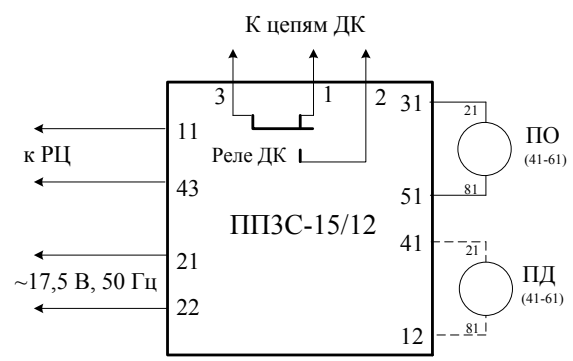 К цепям ДК
3
1
2
31
11
21
ПО
к РЦ
Реле ДК
(41-61)
43
81
51
ППЗС-15/12
41
21
21
~17,5 В, 50 Гц
ПД
(41-61)
22
81
12